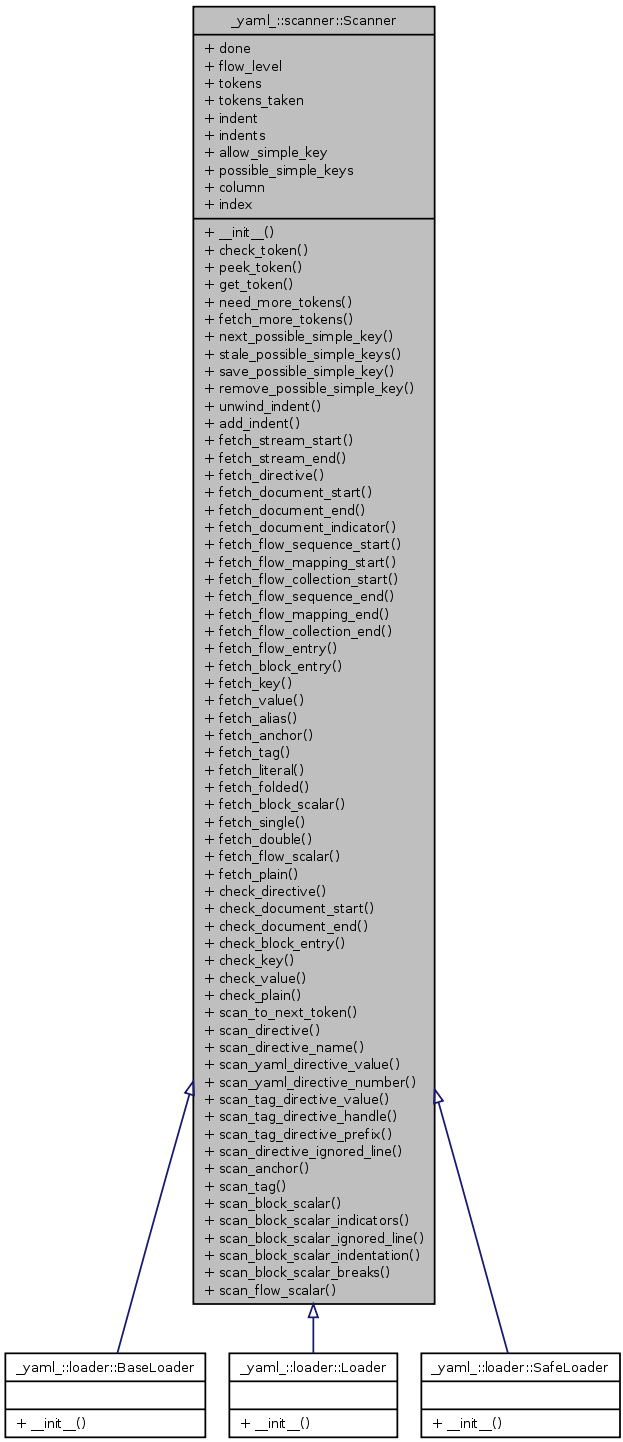 _yaml_::scanner::Scanner
+ done
+ flow_level
+ tokens
+ tokens_taken
+ indent
+ indents
+ allow_simple_key
+ possible_simple_keys
+ column
+ index
+ __init__()
+ check_token()
+ peek_token()
+ get_token()
+ need_more_tokens()
+ fetch_more_tokens()
+ next_possible_simple_key()
+ stale_possible_simple_keys()
+ save_possible_simple_key()
+ remove_possible_simple_key()
+ unwind_indent()
+ add_indent()
+ fetch_stream_start()
+ fetch_stream_end()
+ fetch_directive()
+ fetch_document_start()
+ fetch_document_end()
+ fetch_document_indicator()
+ fetch_flow_sequence_start()
+ fetch_flow_mapping_start()
+ fetch_flow_collection_start()
+ fetch_flow_sequence_end()
+ fetch_flow_mapping_end()
+ fetch_flow_collection_end()
+ fetch_flow_entry()
+ fetch_block_entry()
+ fetch_key()
+ fetch_value()
+ fetch_alias()
+ fetch_anchor()
+ fetch_tag()
+ fetch_literal()
+ fetch_folded()
+ fetch_block_scalar()
+ fetch_single()
+ fetch_double()
+ fetch_flow_scalar()
+ fetch_plain()
+ check_directive()
+ check_document_start()
+ check_document_end()
+ check_block_entry()
+ check_key()
+ check_value()
+ check_plain()
+ scan_to_next_token()
+ scan_directive()
+ scan_directive_name()
+ scan_yaml_directive_value()
+ scan_yaml_directive_number()
+ scan_tag_directive_value()
+ scan_tag_directive_handle()
+ scan_tag_directive_prefix()
+ scan_directive_ignored_line()
+ scan_anchor()
+ scan_tag()
+ scan_block_scalar()
+ scan_block_scalar_indicators()
+ scan_block_scalar_ignored_line()
+ scan_block_scalar_indentation()
+ scan_block_scalar_breaks()
+ scan_flow_scalar()
_yaml_::loader::BaseLoader
+ __init__()
_yaml_::loader::Loader
+ __init__()
_yaml_::loader::SafeLoader
+ __init__()